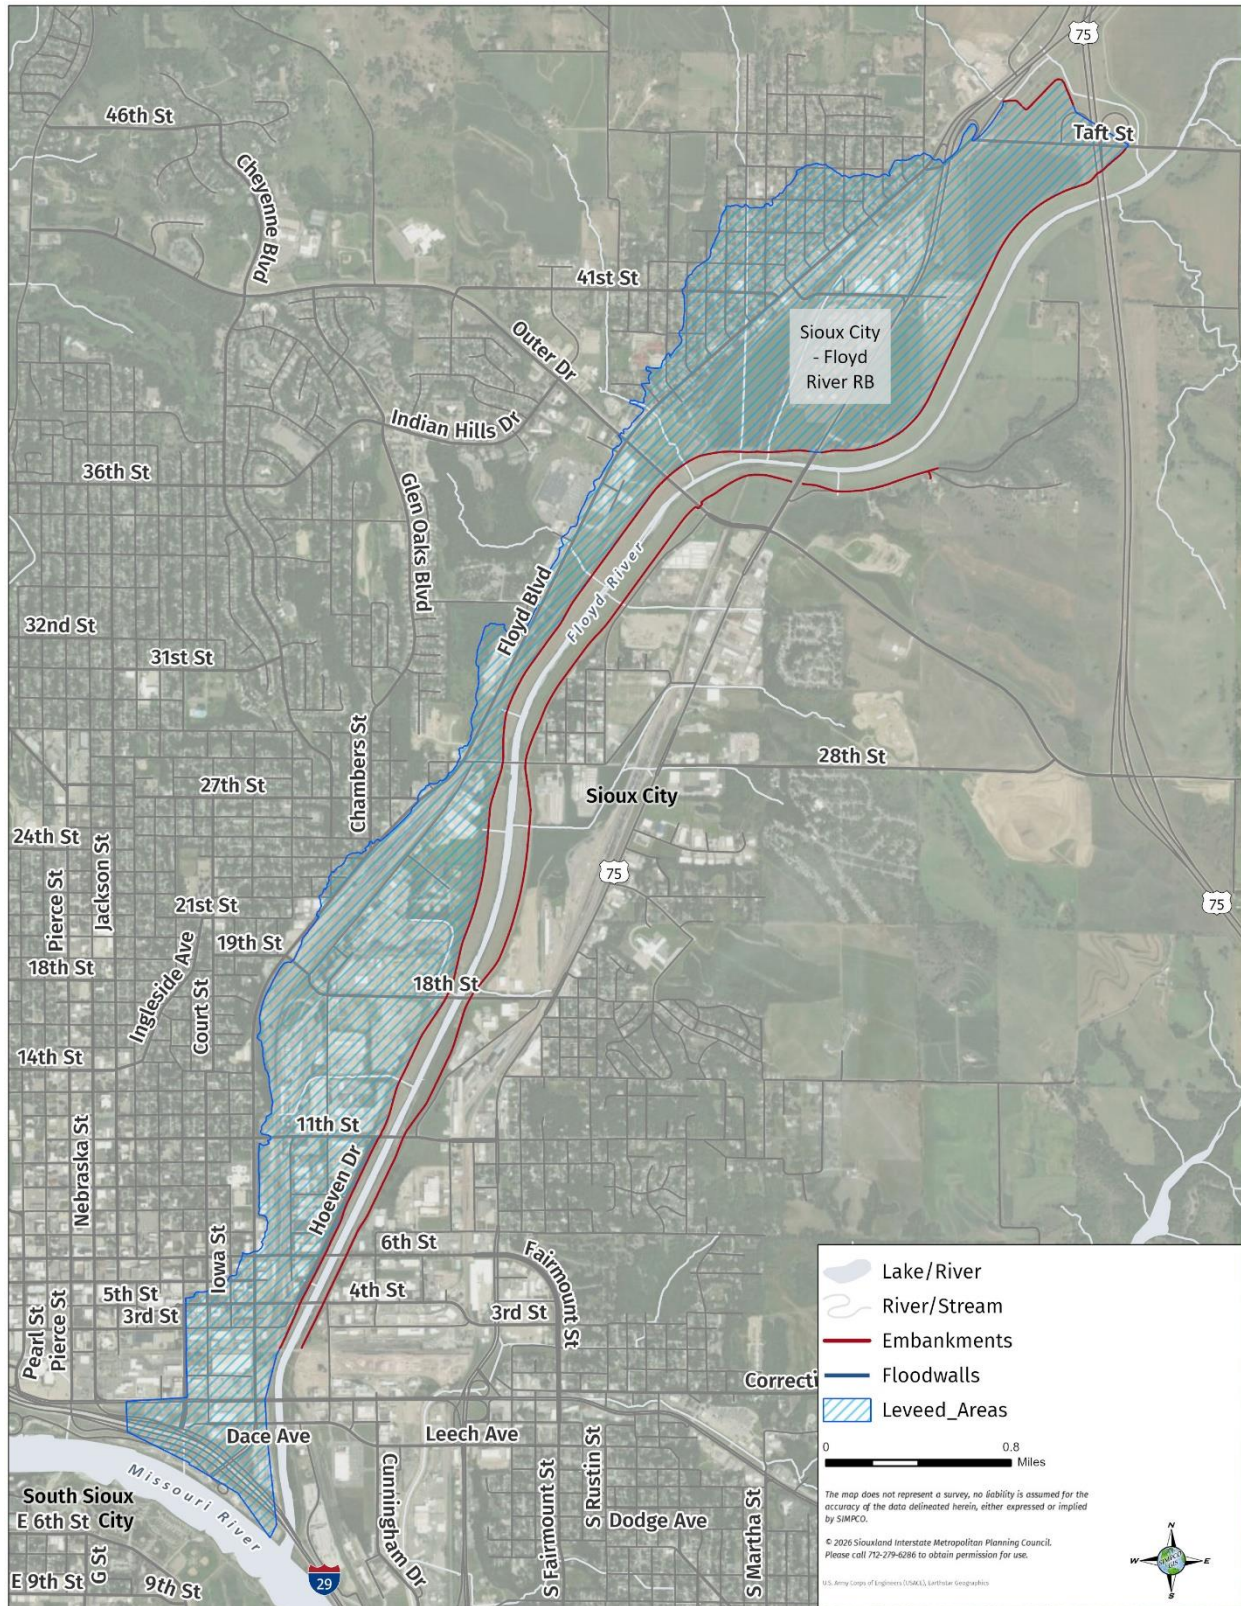 75
46th St
Taft St
Cheyenne Blvd
41st St
Sioux City
- Floyd
River RB
Outer Dr
Indian Hills Dr
36th St
Glen Oaks Blvd
Floyd River
Floyd Blvd
32nd St
31st St
Chambers St
28th St
27th St
Sioux City
24th St
Jackson St
Pierce St
75
75
21st St
19th St
Ingleside Ave
18th St
Court St
18th St
14th St
11th St
Nebraska St
Hoeven Dr
6th St
Fairmount St
Iowa St
5th St
4th St
3rd St
3rd St
Pearl St
Pierce St
Correcti
Dace Ave
Leech Ave
Missouri River
South Sioux
City
E 6th St
G St
E 9th St
9th St
29
Cunningham Dr
S Fairmount St
S Rustin St
Dodge Ave
S Martha St
Lake/River
River/Stream
Embankments
Floodwalls
Leveed_Areas
0 0.8
Miles
The map does not represent a survey, no liability is assumed for the
accuracy of the data delineated herein, either expressed or implied
by SIMPCO.
© 2026 Siouxland Interstate Metropolitan Planning Council.
Please call 712-279-6286 to obtain permission for use.
U.S. Army Corps of Engineers (USACE), Earthstar Geographics
N
W
E
S
SIMPCO
GIS